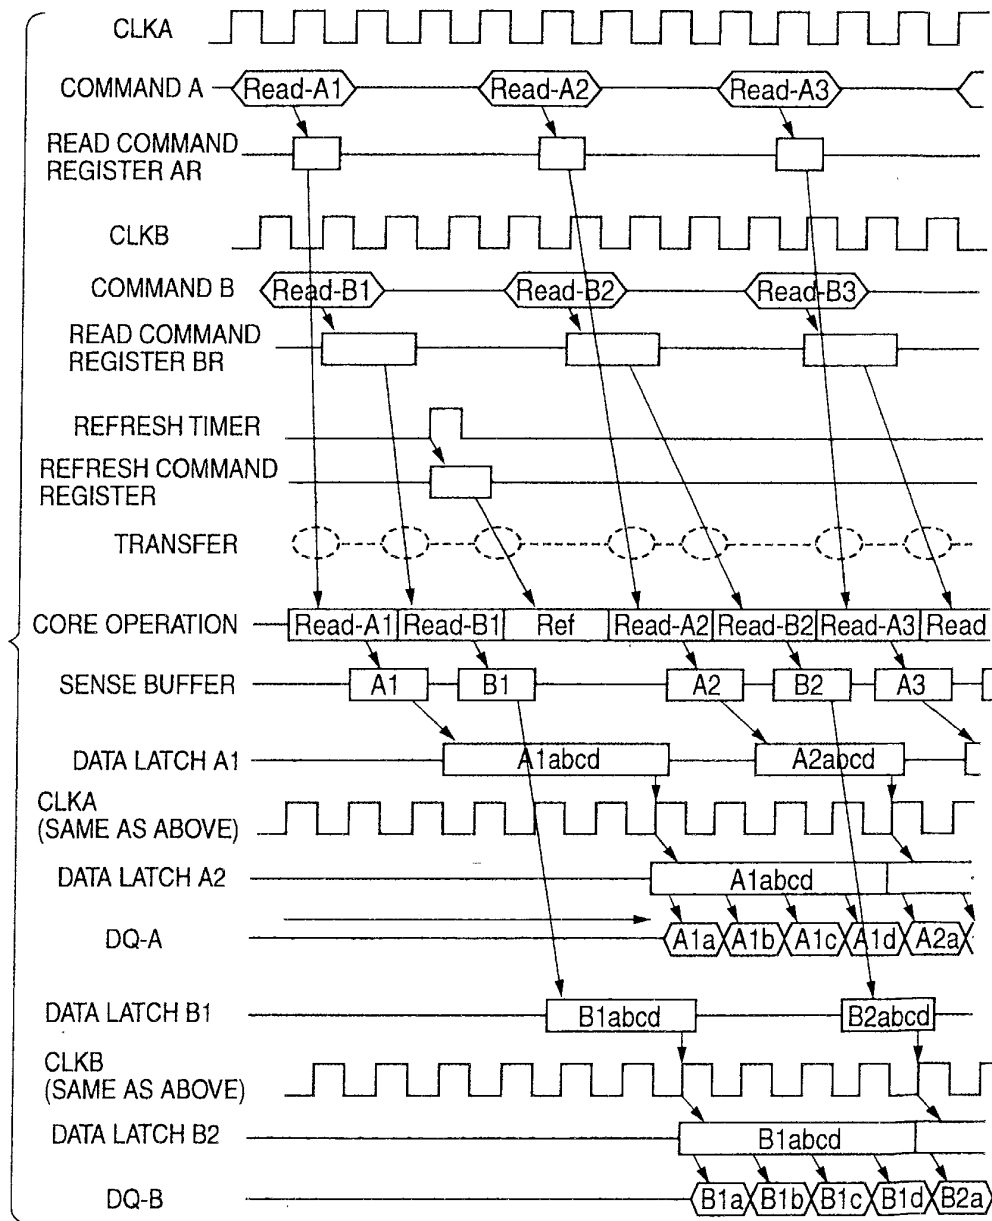 CLKA
COMMAND A Read-A1 Read-A2 Read-A3
READ COMMAND
REGISTER AR
CLKB
COMMAND B Read-B1 Read-B2 Read-B3
READ COMMAND
REGISTER BR
REFRESH TIMER
REFRESH COMMAND
REGISTER
TRANSFER
CORE OPERATION Read-A1 Read-B1 Ref Read-A2 Read-B2 Read-A3 Read
SENSE BUFFER A1 B1 A2 B2 A3
DATA LATCH A1 A1abcd A2abcd
CLKA
(SAME AS ABOVE)
DATA LATCH A2 A1abcd
DQ-A A1a A1b A1c A1d A2a
DATA LATCH B1 B1abcd B2abcd
CLKB
(SAME AS ABOVE)
DATA LATCH B2 B1abcd
DQ-B B1a B1b B1c B1d B2a